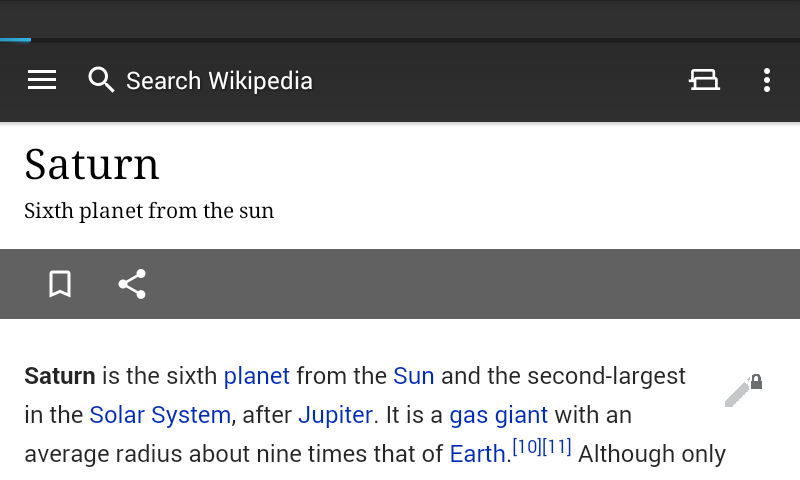 Search Wikipedia
Saturn
Sixth planet from the sun
Saturn is the sixth planet from the Sun and the second-largest
in the Solar System, after Jupiter. It is a gas giant with an
average radius about nine times that of Earth.[10][11] Although only